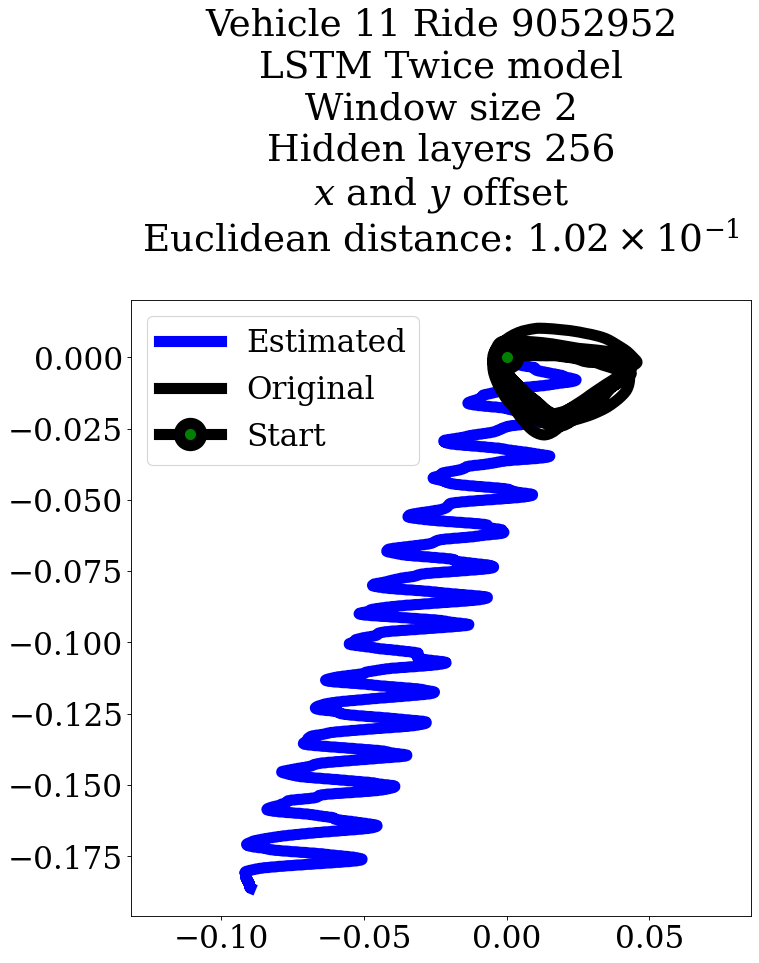 Vehicle 11 Ride 9052952
LSTM Twice model
Window size 2
Hidden layers 256
x and y offset
Euclidean distance: 1.02 × 10⁻¹
Estimated
Original
Start
0.000
−0.025
−0.050
−0.075
−0.100
−0.125
−0.150
−0.175
−0.10 −0.05 0.00 0.05